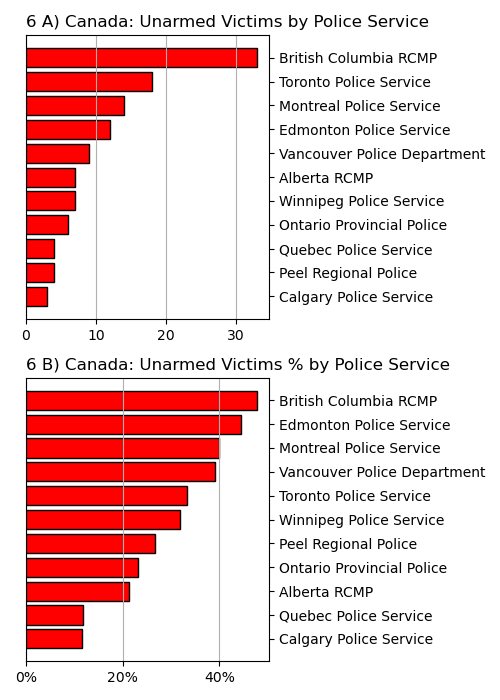 6 A) Canada: Unarmed Victims by Police Service
British Columbia RCMP
Toronto Police Service
Montreal Police Service
Edmonton Police Service
Vancouver Police Department
Alberta RCMP
Winnipeg Police Service
Ontario Provincial Police
Quebec Police Service
Peel Regional Police
Calgary Police Service
0 10 20 30
6 B) Canada: Unarmed Victims % by Police Service
British Columbia RCMP
Edmonton Police Service
Montreal Police Service
Vancouver Police Department
Toronto Police Service
Winnipeg Police Service
Peel Regional Police
Ontario Provincial Police
Alberta RCMP
Quebec Police Service
Calgary Police Service
0% 20% 40%